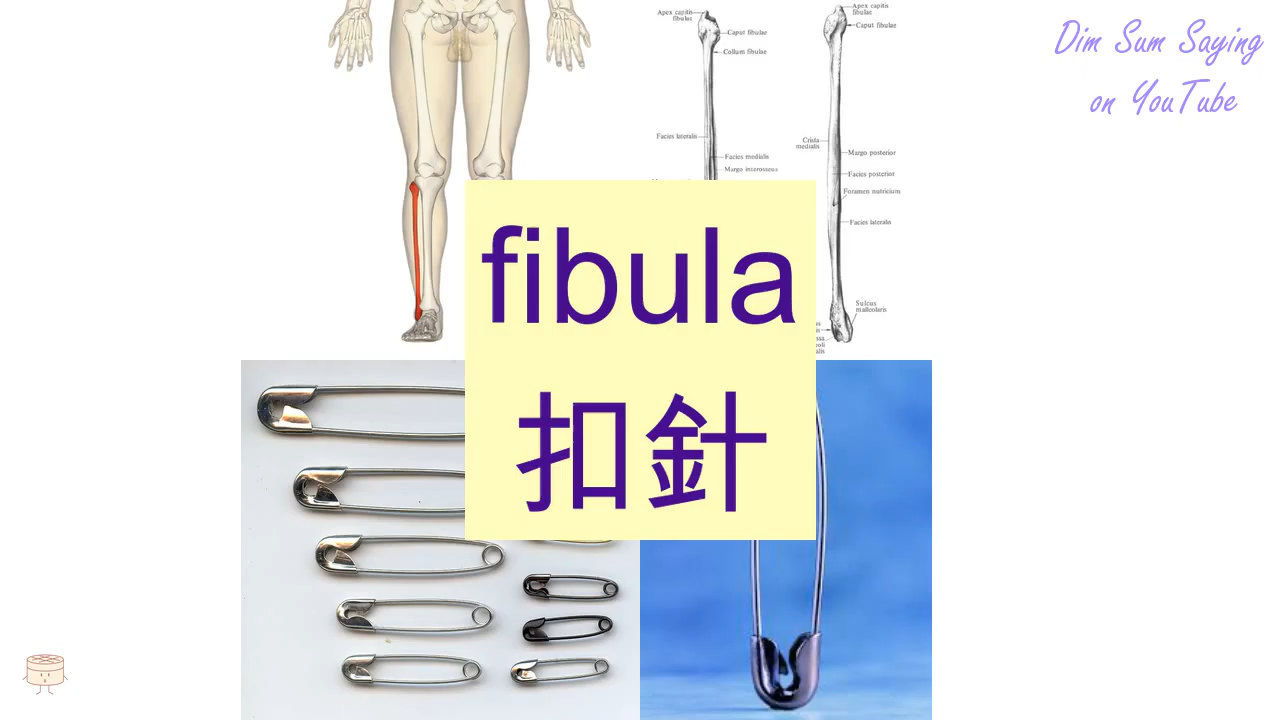 Apex capitis
fibulae
Caput fibulae
Collum fibulae
Facies lateralis
Facies medialis
Margo interosseus
Apex capitis
fibulae
Caput fibulae
Crista
medialis
Margo posterior
Facies posterior
Foramen nutricium
Facies lateralis
Sulcus
malleolaris
Dim Sum Saying
on YouTube
fibula
扣針